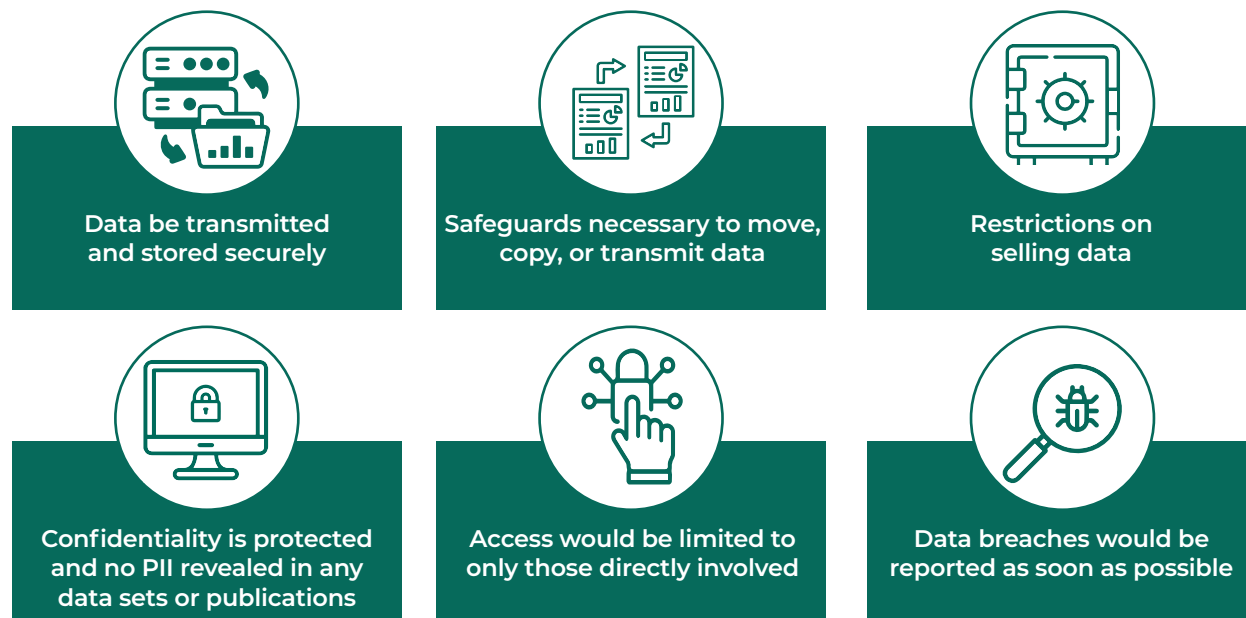 Data be transmitted
and stored securely
Safeguards necessary to move,
copy, or transmit data
Restrictions on
selling data
Confidentiality is protected
and no PII revealed in any
data sets or publications
Access would be limited to
only those directly involved
Data breaches would be
reported as soon as possible